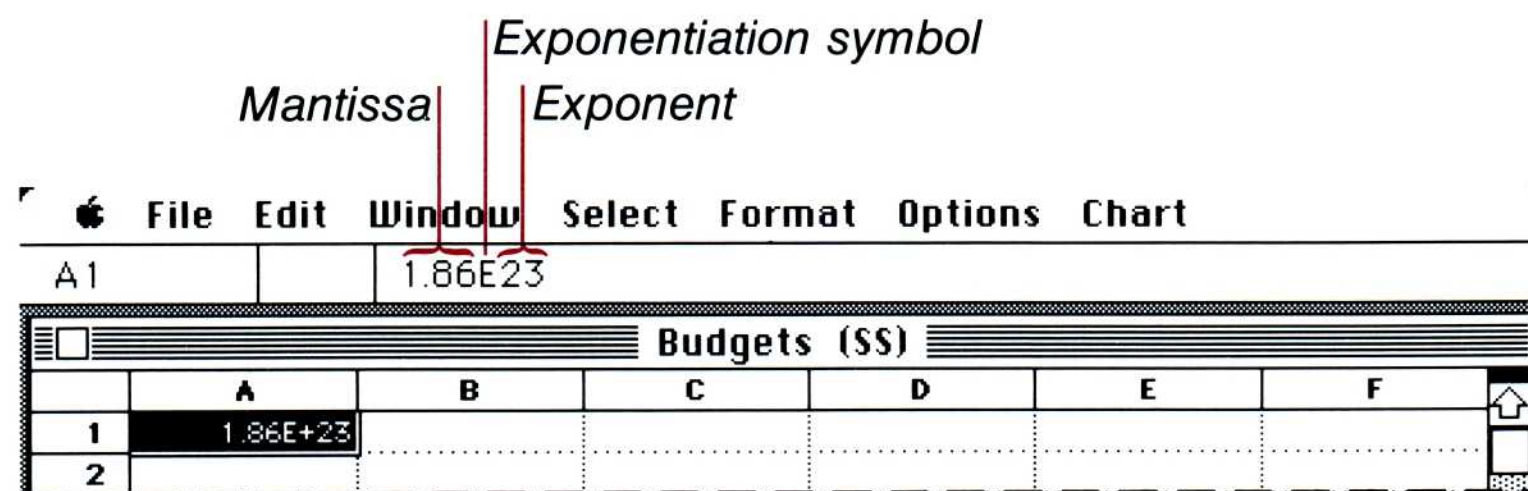 Exponentiation symbol
Mantissa Exponent
File Edit Window Select Format Options Chart
A1 1.86E23
Budgets (SS)
A B C D E F
1 1.86E+23
2